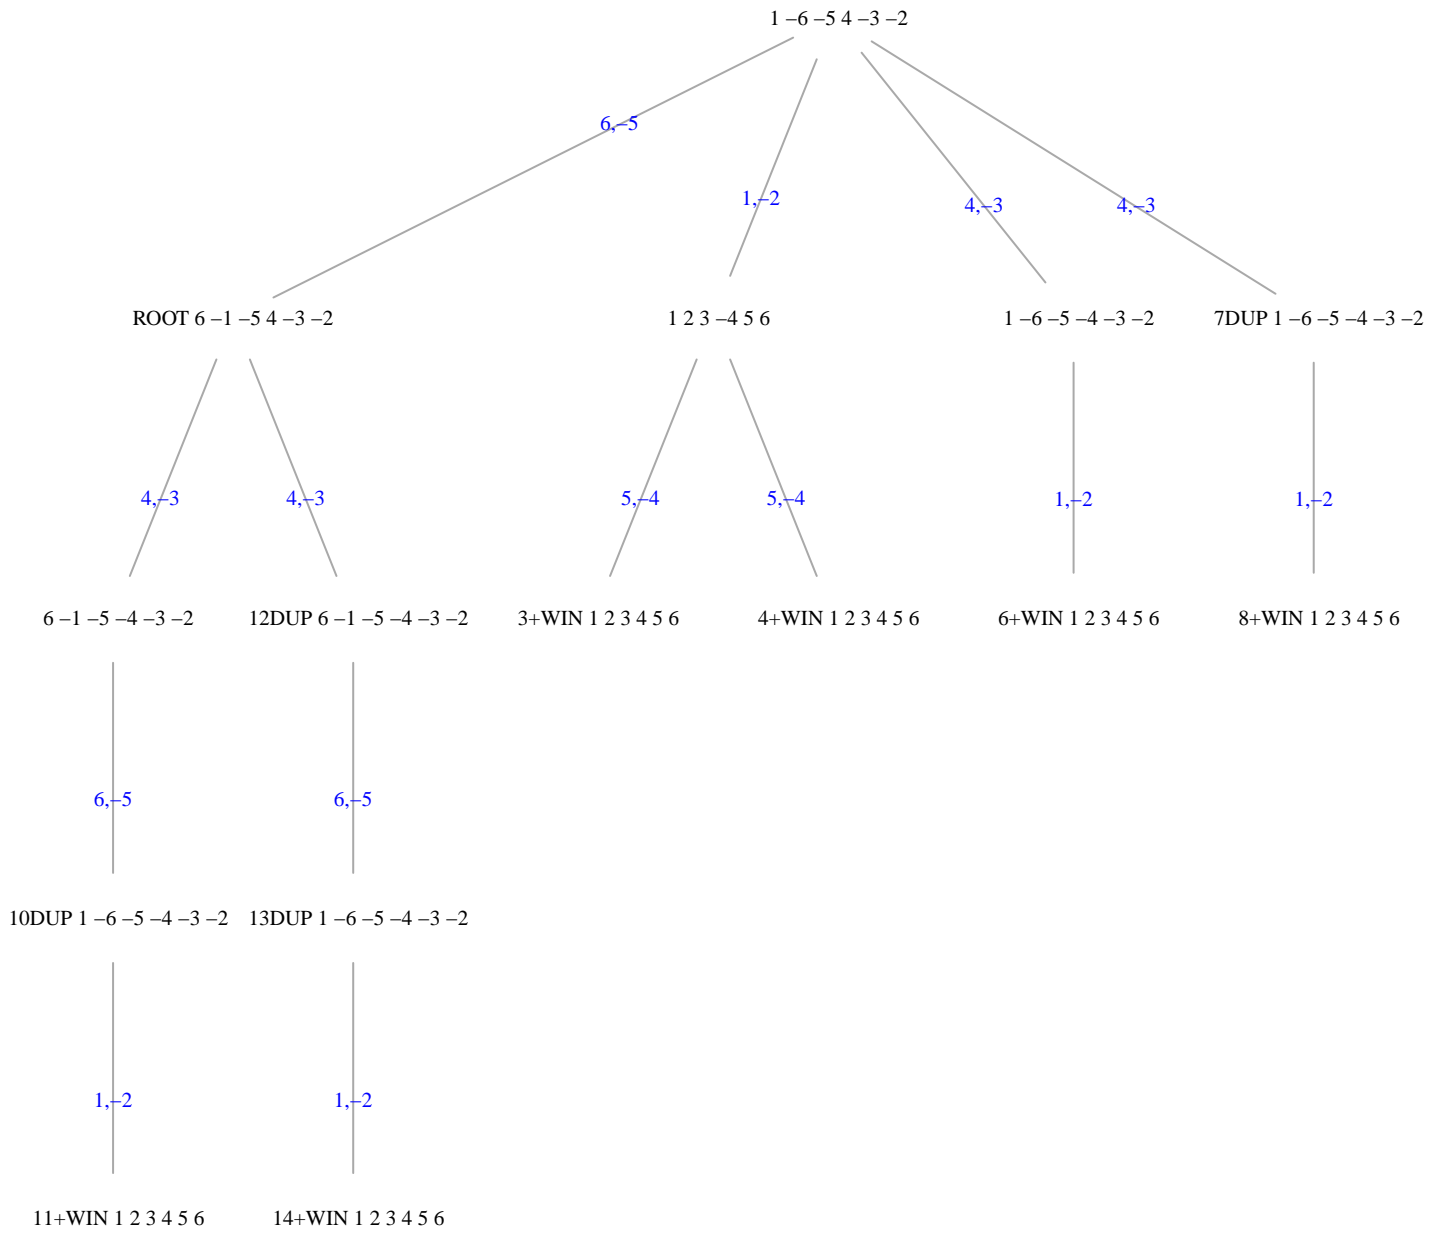 1 –6 –5 4 –3 –2
6,–5
1,–2
4,–3
4,–3
ROOT 6 –1 –5 4 –3 –2
1 2 3 –4 5 6
1 –6 –5 –4 –3 –2
7DUP 1 –6 –5 –4 –3 –2
4,–3
4,–3
5,–4
5,–4
1,–2
1,–2
6 –1 –5 –4 –3 –2
12DUP 6 –1 –5 –4 –3 –2
3+WIN 1 2 3 4 5 6
4+WIN 1 2 3 4 5 6
6+WIN 1 2 3 4 5 6
8+WIN 1 2 3 4 5 6
6,–5
6,–5
10DUP 1 –6 –5 –4 –3 –2
13DUP 1 –6 –5 –4 –3 –2
1,–2
1,–2
11+WIN 1 2 3 4 5 6
14+WIN 1 2 3 4 5 6